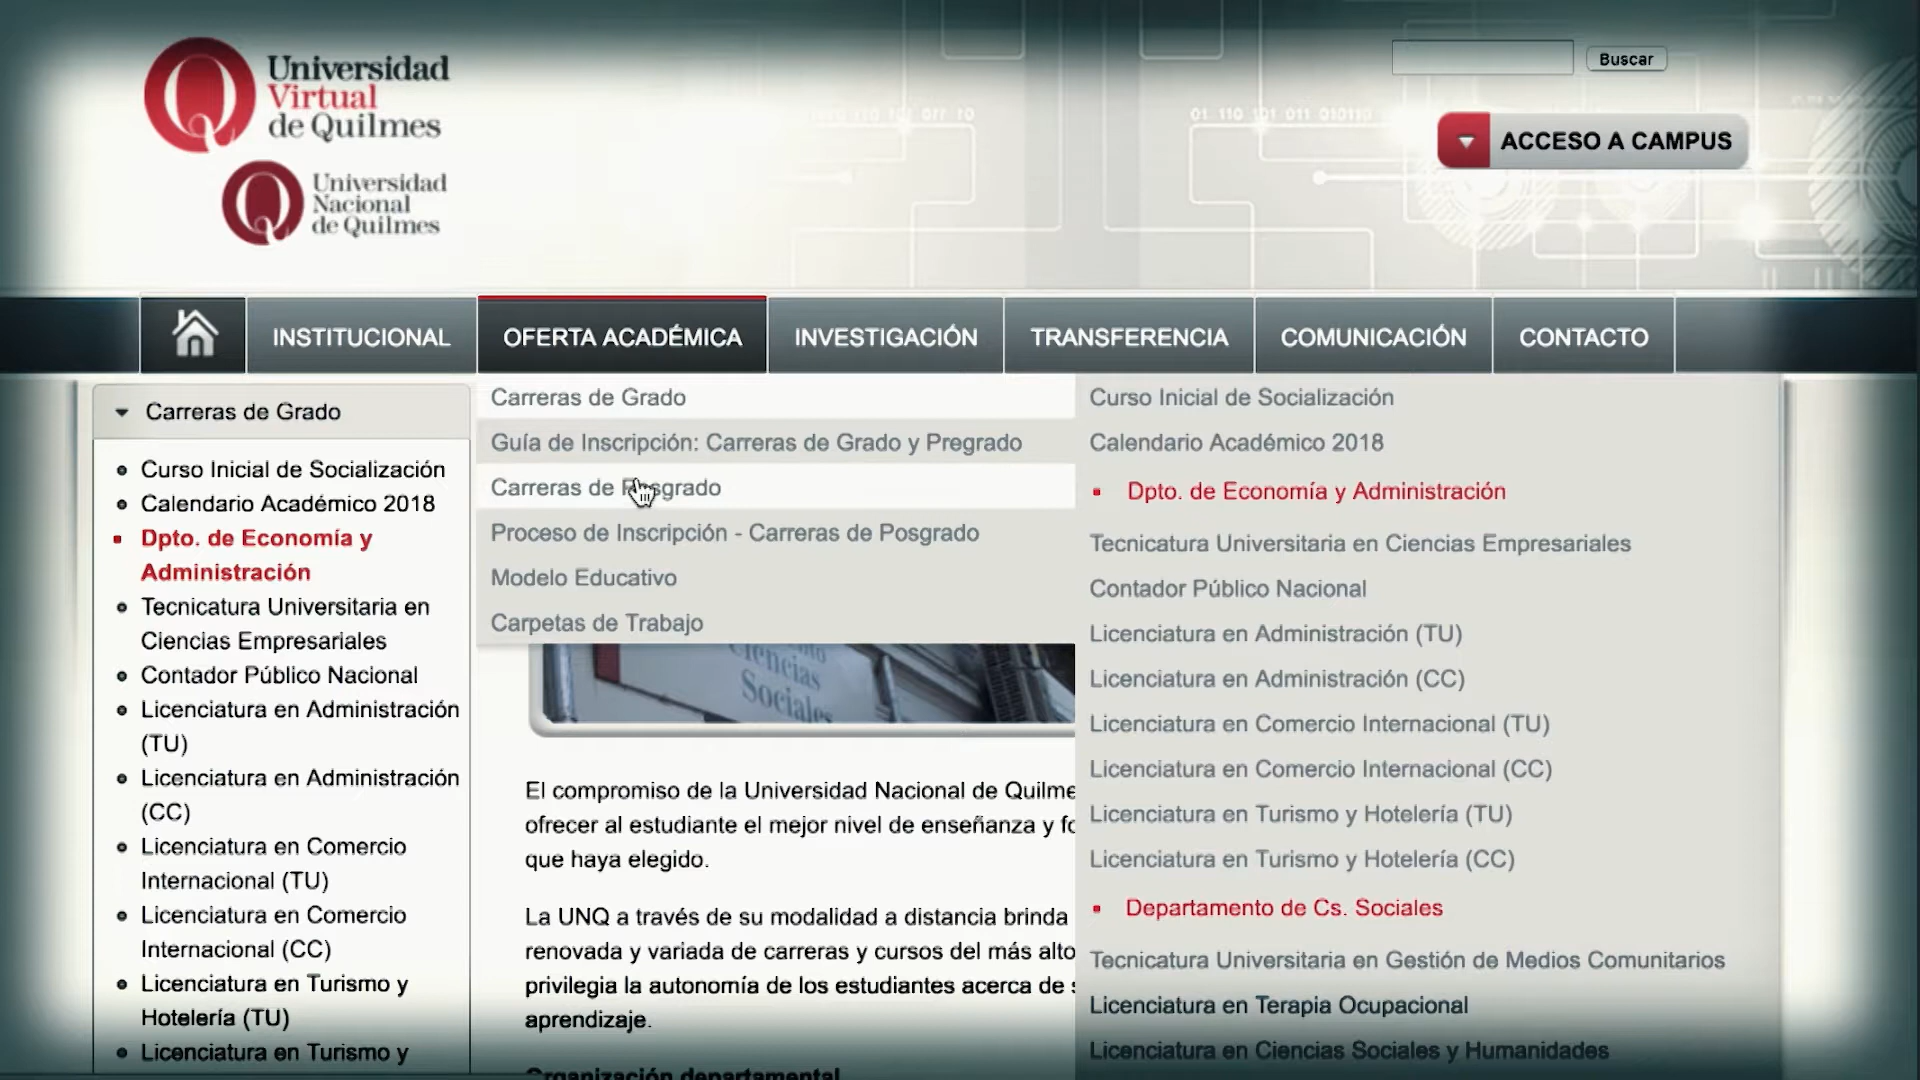 Universidad
Virtual
de Quilmes
Universidad
Nacional
de Quilmes
Buscar
01 110 101 011 010110
ACCESO A CAMPUS
INSTITUCIONAL
OFERTA ACADÉMICA
INVESTIGACIÓN
TRANSFERENCIA
COMUNICACIÓN
CONTACTO
Carreras de Grado
Curso Inicial de Socialización
Calendario Académico 2018
Dpto. de Economía y
Administración
Tecnicatura Universitaria en
Ciencias Empresariales
Contador Público Nacional
Licenciatura en Administración
(TU)
Licenciatura en Administración
(CC)
Licenciatura en Comercio
Internacional (TU)
Licenciatura en Comercio
Internacional (CC)
Licenciatura en Turismo y
Hotelería (TU)
Licenciatura en Turismo y
Carreras de Grado
Guía de Inscripción: Carreras de Grado y Pregrado
Carreras de Posgrado
Proceso de Inscripción - Carreras de Posgrado
Modelo Educativo
Carpetas de Trabajo
Ciencias
Sociales
El compromiso de la Universidad Nacional de Quilme
ofrecer al estudiante el mejor nivel de enseñanza y fo
que haya elegido.
La UNQ a través de su modalidad a distancia brinda
renovada y variada de carreras y cursos del más alto
privilegia la autonomía de los estudiantes acerca de s
aprendizaje.
Organización departamental
Curso Inicial de Socialización
Calendario Académico 2018
Dpto. de Economía y Administración
Tecnicatura Universitaria en Ciencias Empresariales
Contador Público Nacional
Licenciatura en Administración (TU)
Licenciatura en Administración (CC)
Licenciatura en Comercio Internacional (TU)
Licenciatura en Comercio Internacional (CC)
Licenciatura en Turismo y Hotelería (TU)
Licenciatura en Turismo y Hotelería (CC)
Departamento de Cs. Sociales
Tecnicatura Universitaria en Gestión de Medios Comunitarios
Licenciatura en Terapia Ocupacional
Licenciatura en Ciencias Sociales y Humanidades